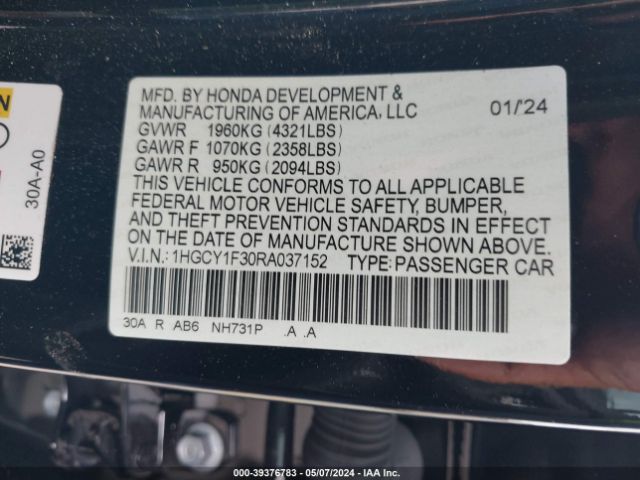 N
30A-A0
MFD. BY HONDA DEVELOPMENT &
MANUFACTURING OF AMERICA, LLC 01/24
GVWR 1960KG (4321LBS)
GAWR F 1070KG (2358LBS)
GAWR R 950KG (2094LBS)
THIS VEHICLE CONFORMS TO ALL APPLICABLE
FEDERAL MOTOR VEHICLE SAFETY, BUMPER,
AND THEFT PREVENTION STANDARDS IN EFFECT
ON THE DATE OF MANUFACTURE SHOWN ABOVE.
V.I.N.: 1HGCY1F30RA037152 TYPE: PASSENGER CAR
30A R AB6 NH731P .A .A
000-39376783 - 05/07/2024 - IAA Inc.